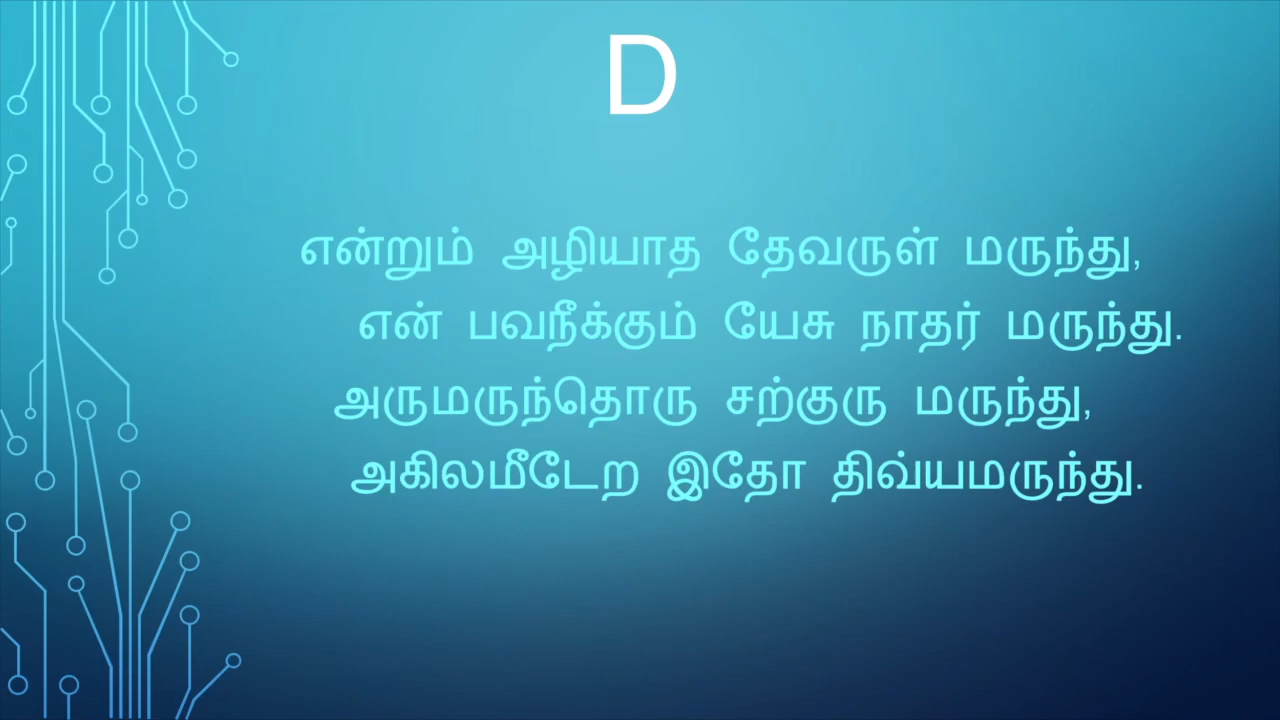 D
என்றும் அழியாத தேவருள் மருந்து,
என் பவநீக்கும் யேசு நாதர் மருந்து.
அருமருந்தொரு சற்குரு மருந்து,
அகிலமீடேற இதோ திவ்யமருந்து.